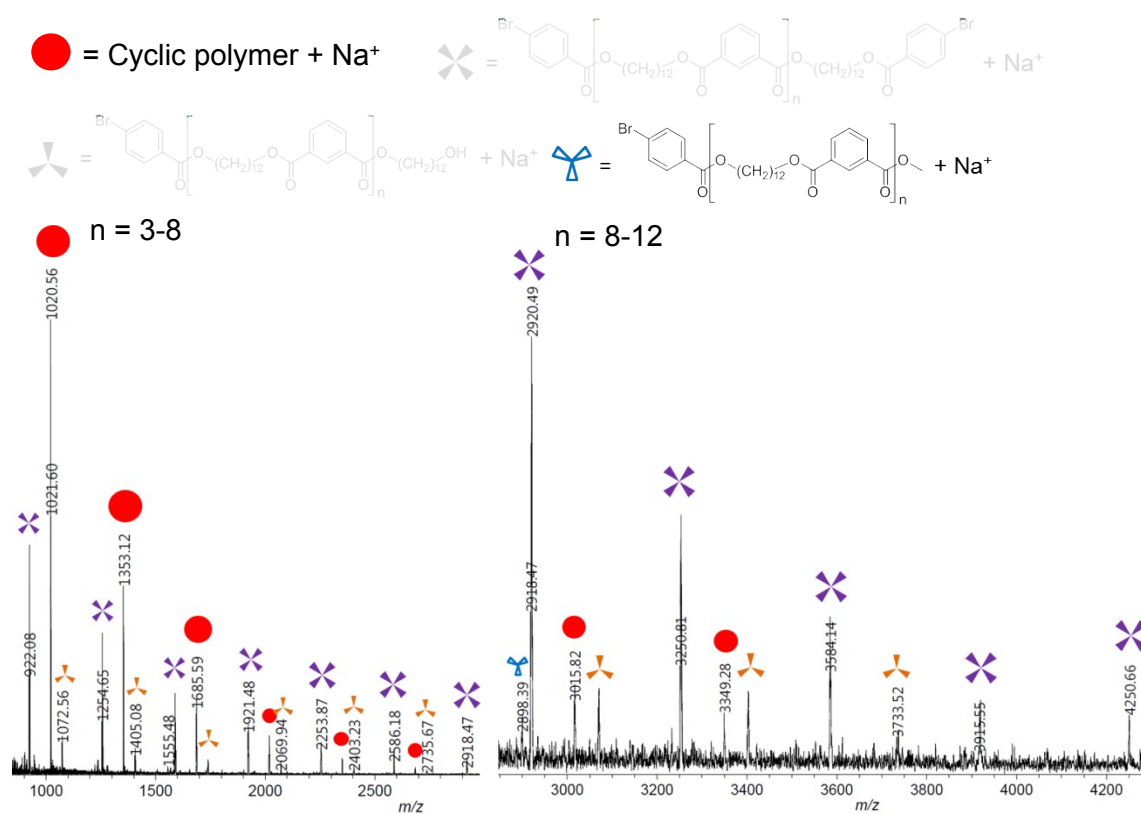 = Cyclic polymer + Na⁺
= Br O O (CH₂)₁₂ O O O O (CH₂)₁₂ O O Br n + Na⁺
= Br O O (CH₂)₁₂ O O O O (CH₂)₁₂ OH n + Na⁺
= Br O O (CH₂)₁₂ O O O O n + Na⁺
n = 3-8
n = 8-12
1020.56
1021.60
922.08
1072.56
1254.65
1353.12
1405.08
1555.48
1685.59
1921.48
2069.94
2253.87
2403.23
2586.18
2735.67
2918.47
1000 1500 2000 2500
m/z
2920.49
2918.47
2898.39
3015.82
3250.81
3349.28
3584.14
3733.52
3915.55
4250.66
3000 3200 3400 3600 3800 4000 4200
m/z